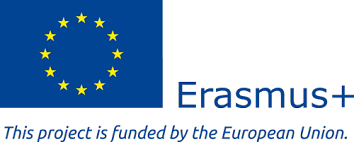 Erasmus+
This project is funded by the European Union.